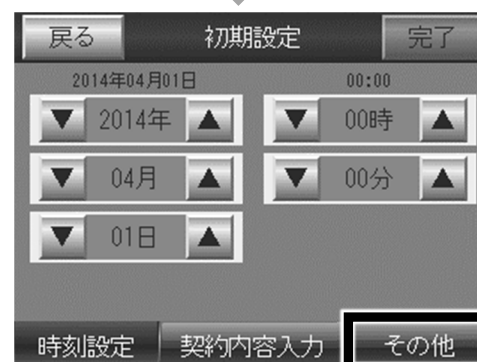 戻る 初期設定 完了
2014年04月01日 00:00
▼ 2014年 ▲ ▼ 00時 ▲
▼ 04月 ▲ ▼ 00分 ▲
▼ 01日 ▲
時刻設定 契約内容入力 その他